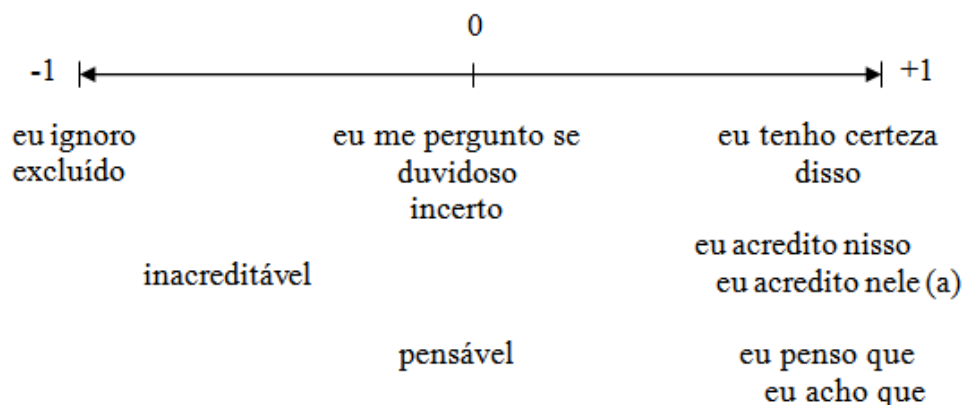 0
-1 +1
eu ignoro
excluído
eu me pergunto se
duvidoso
incerto
eu tenho certeza
disso
inacreditável
eu acredito nisso
eu acredito nele (a)
pensável
eu penso que
eu acho que